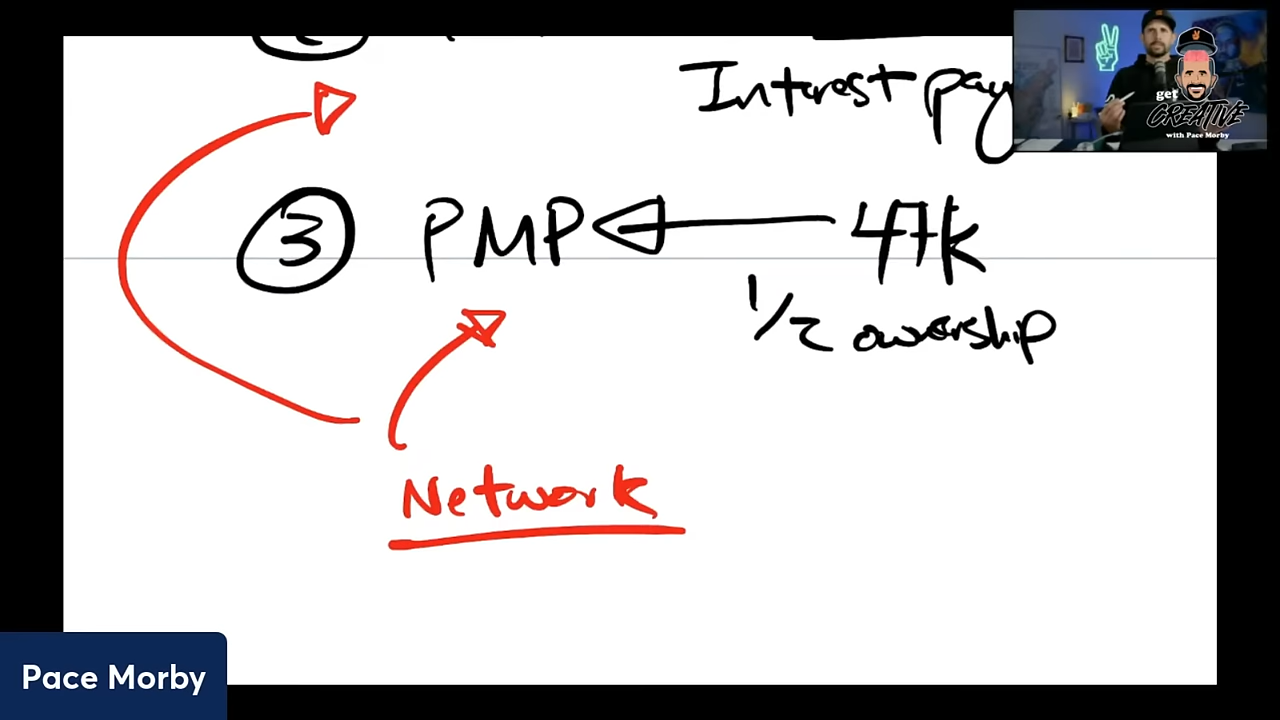 Interest pay
get
CREATIVE
with Pace Morby
3 PMP 47k
1/2 ownership
Network
Pace Morby